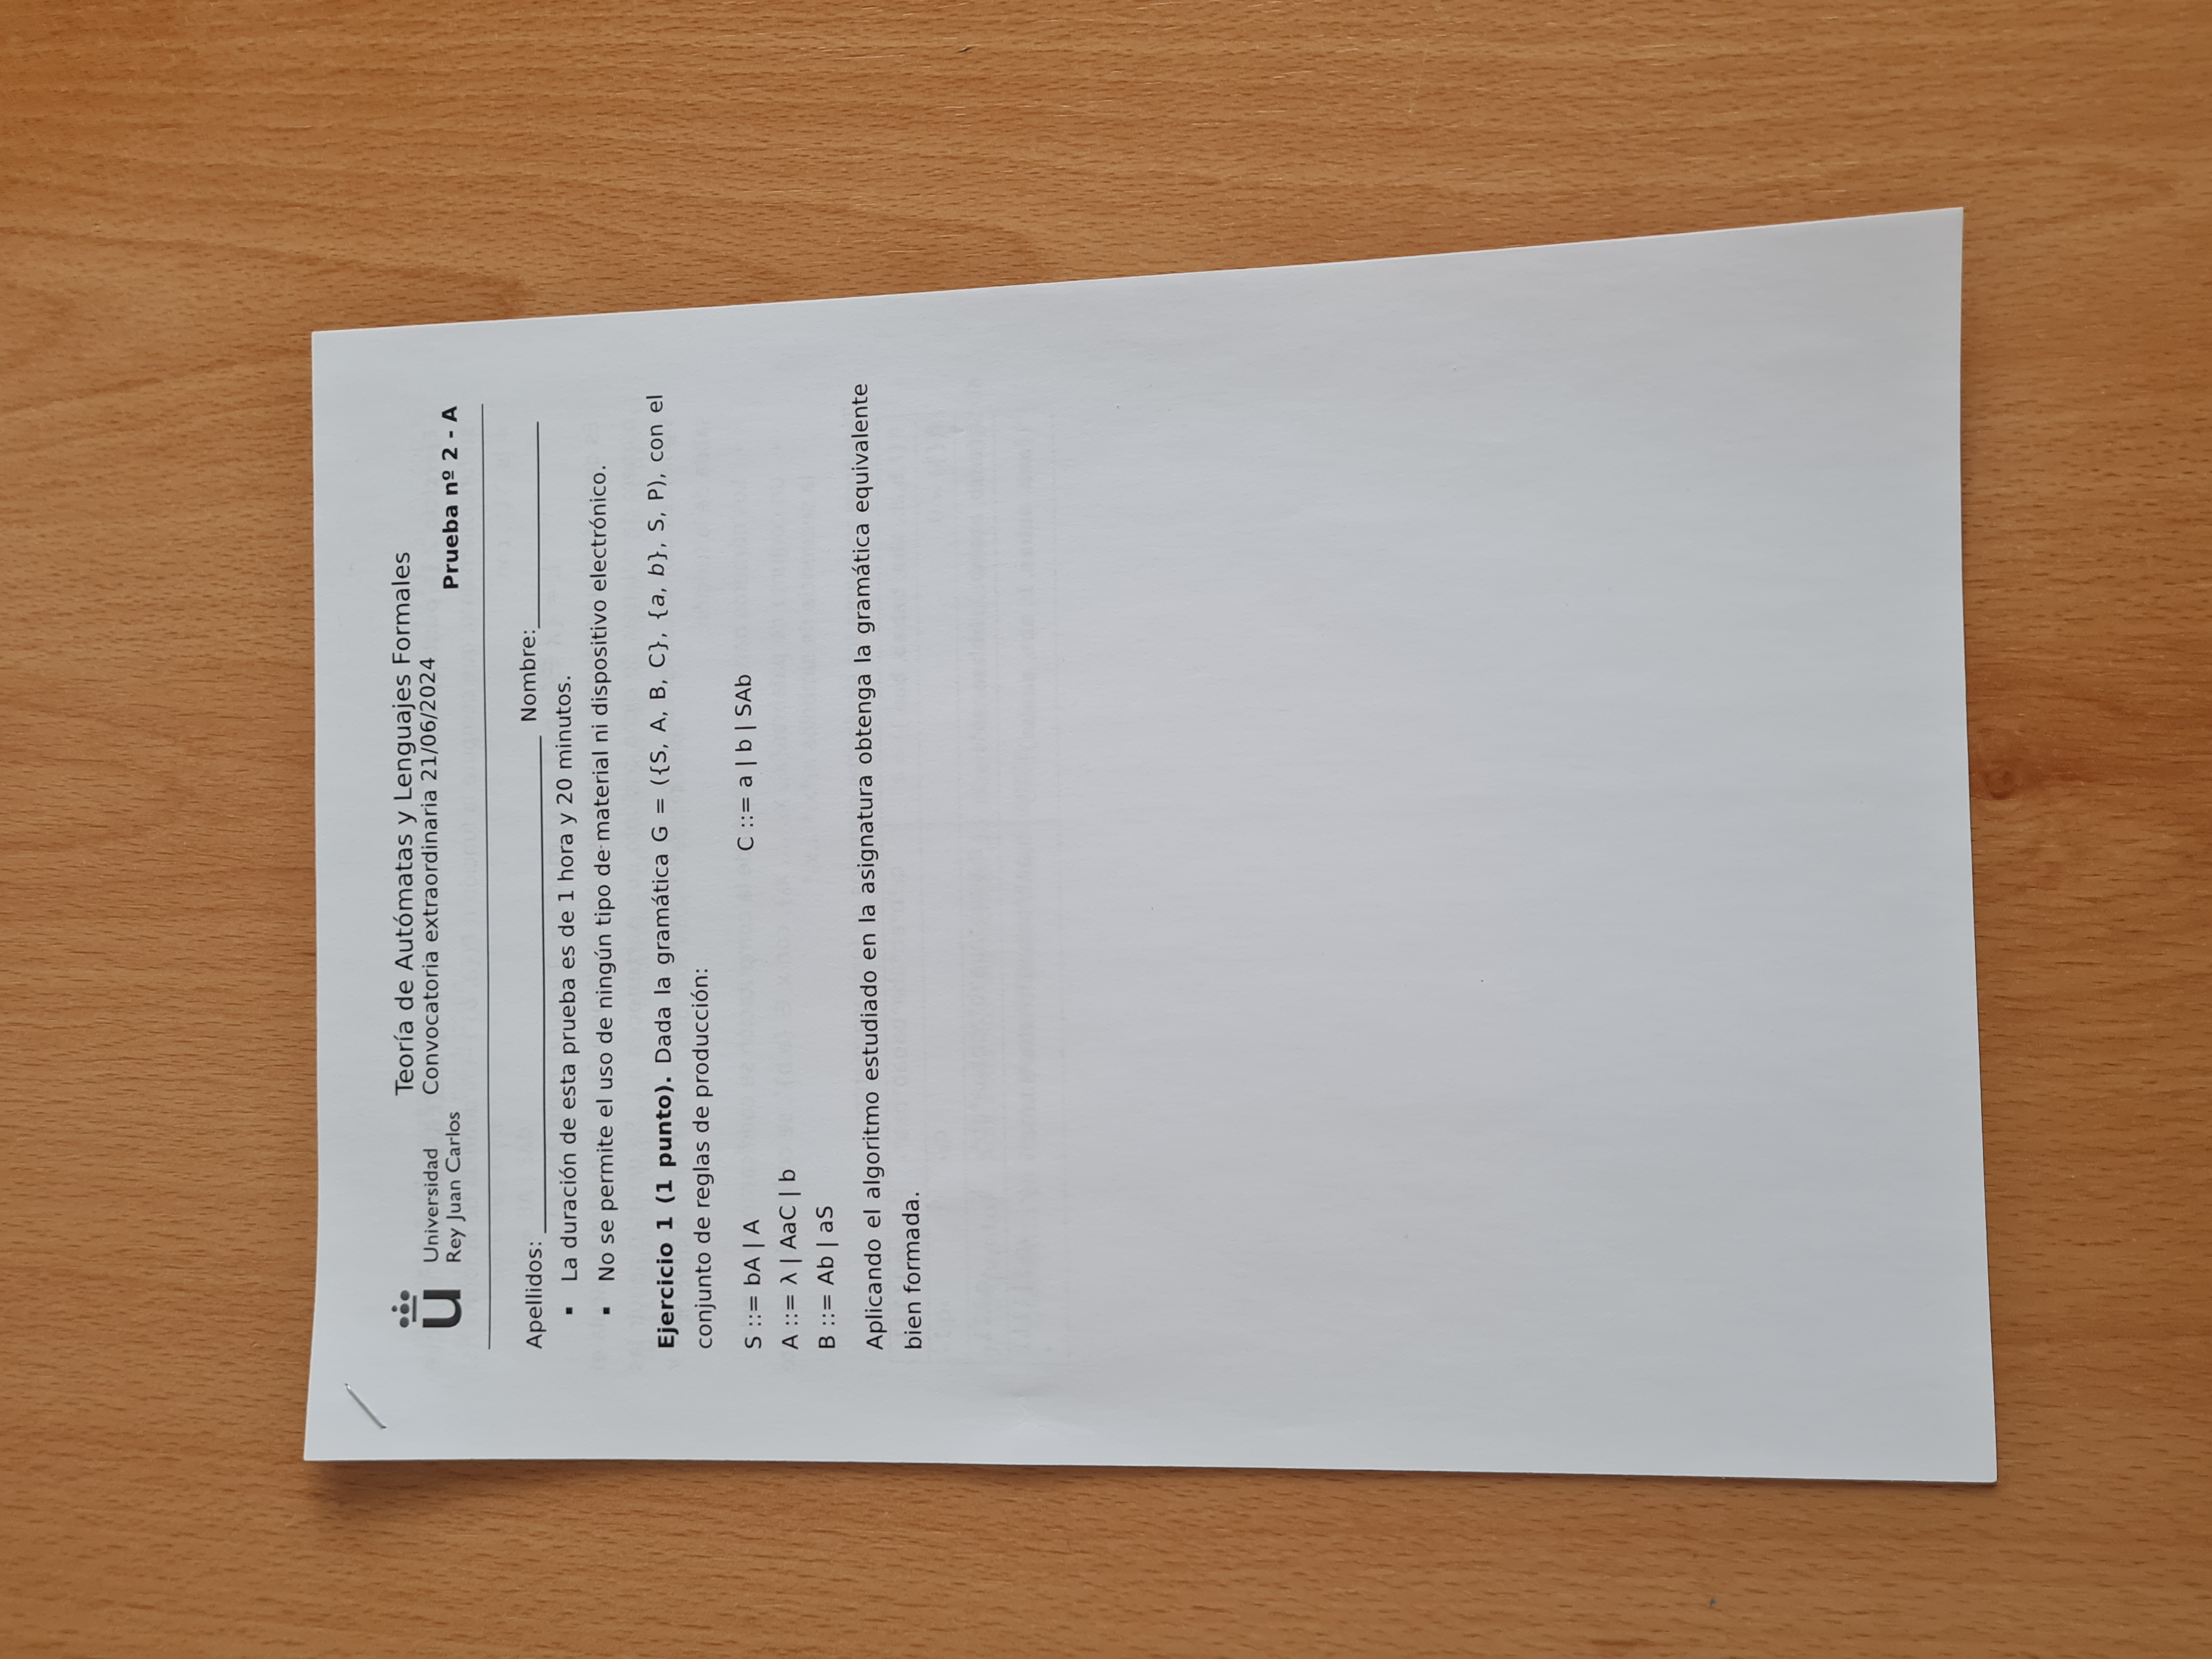 Teoría de Autómatas y Lenguajes Formales
Universidad
Rey Juan Carlos
Convocatoria extraordinaria 21/06/2024
Prueba nº 2 - A
Apellidos: ____________ Nombre: ____________
▪ La duración de esta prueba es de 1 hora y 20 minutos.
▪ No se permite el uso de ningún tipo de material ni dispositivo electrónico.
Ejercicio 1 (1 punto). Dada la gramática G = ({S, A, B, C}, {a, b}, S, P), con el
conjunto de reglas de producción:
S ::= bA | A
C ::= a | b | SAb
A ::= λ | AaC | b
B ::= Ab | aS
Aplicando el algoritmo estudiado en la asignatura obtenga la gramática equivalente
bien formada.